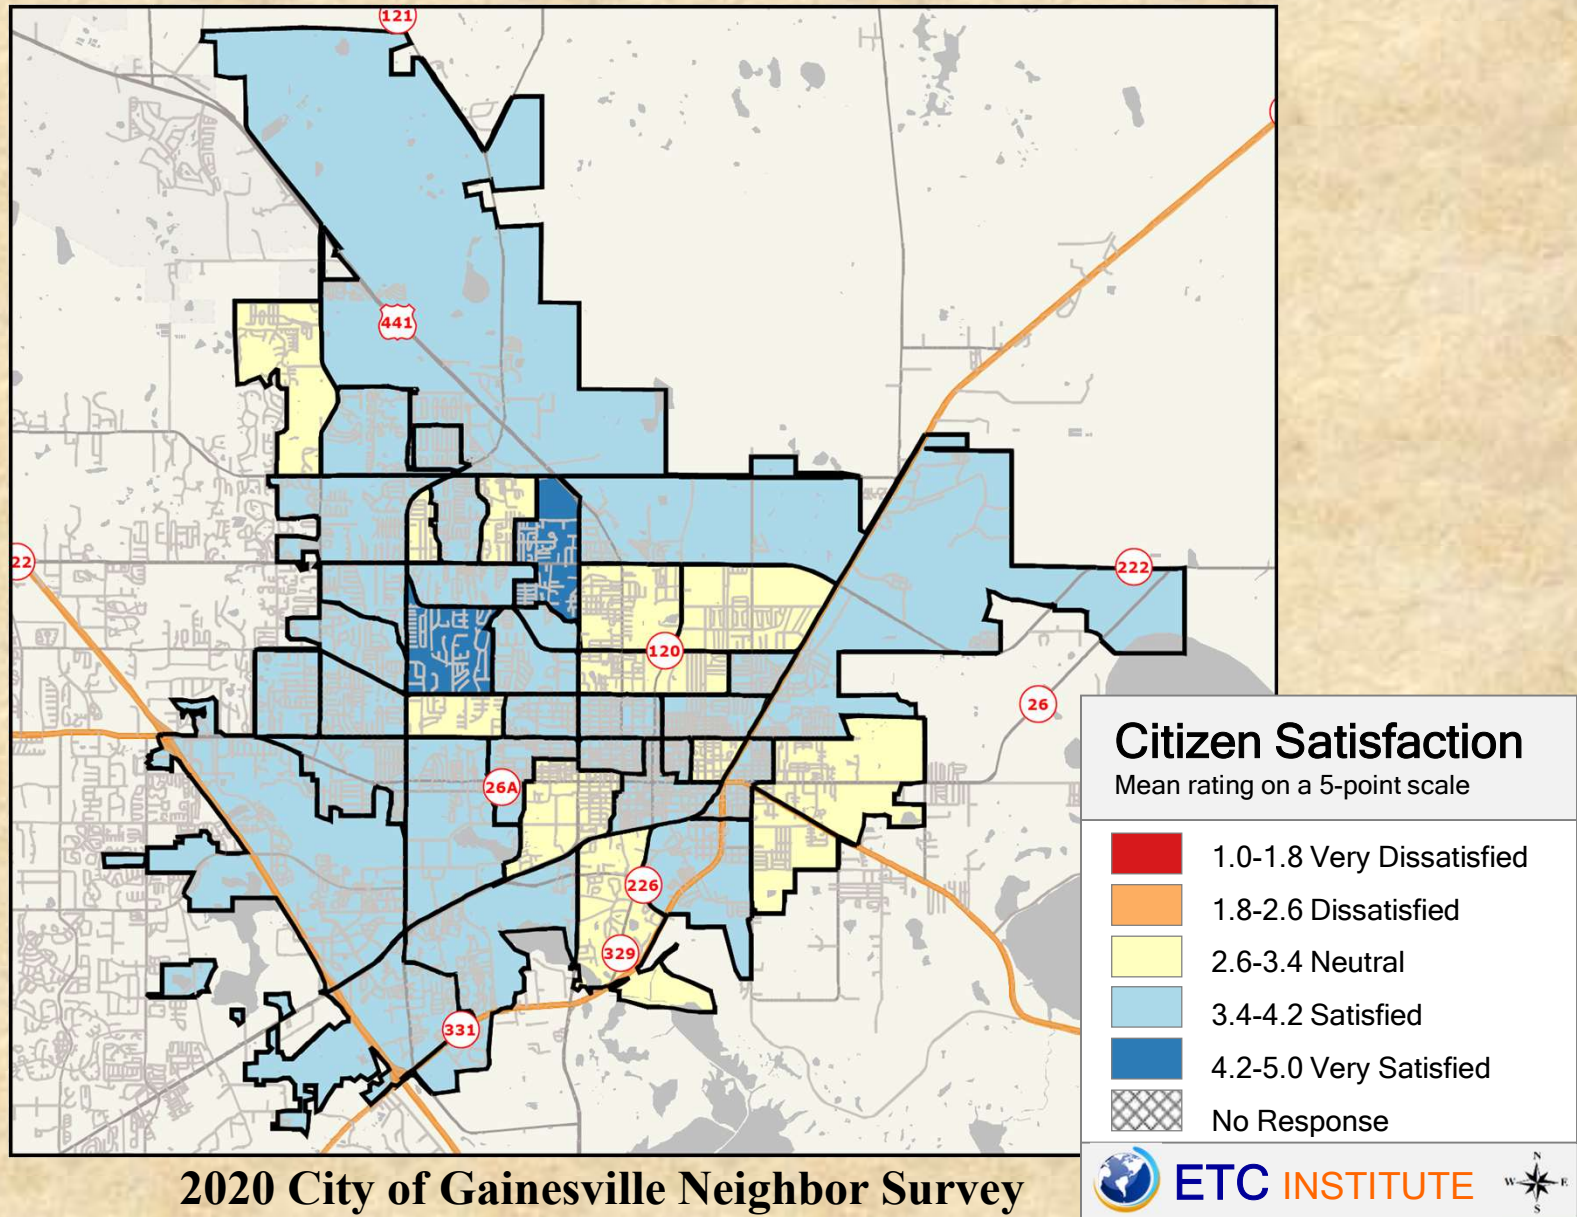 121
441
22
222
120
26
26A
226
329
331
Citizen Satisfaction
Mean rating on a 5-point scale
1.0-1.8 Very Dissatisfied
1.8-2.6 Dissatisfied
2.6-3.4 Neutral
3.4-4.2 Satisfied
4.2-5.0 Very Satisfied
No Response
ETC INSTITUTE
N
W E
S
2020 City of Gainesville Neighbor Survey